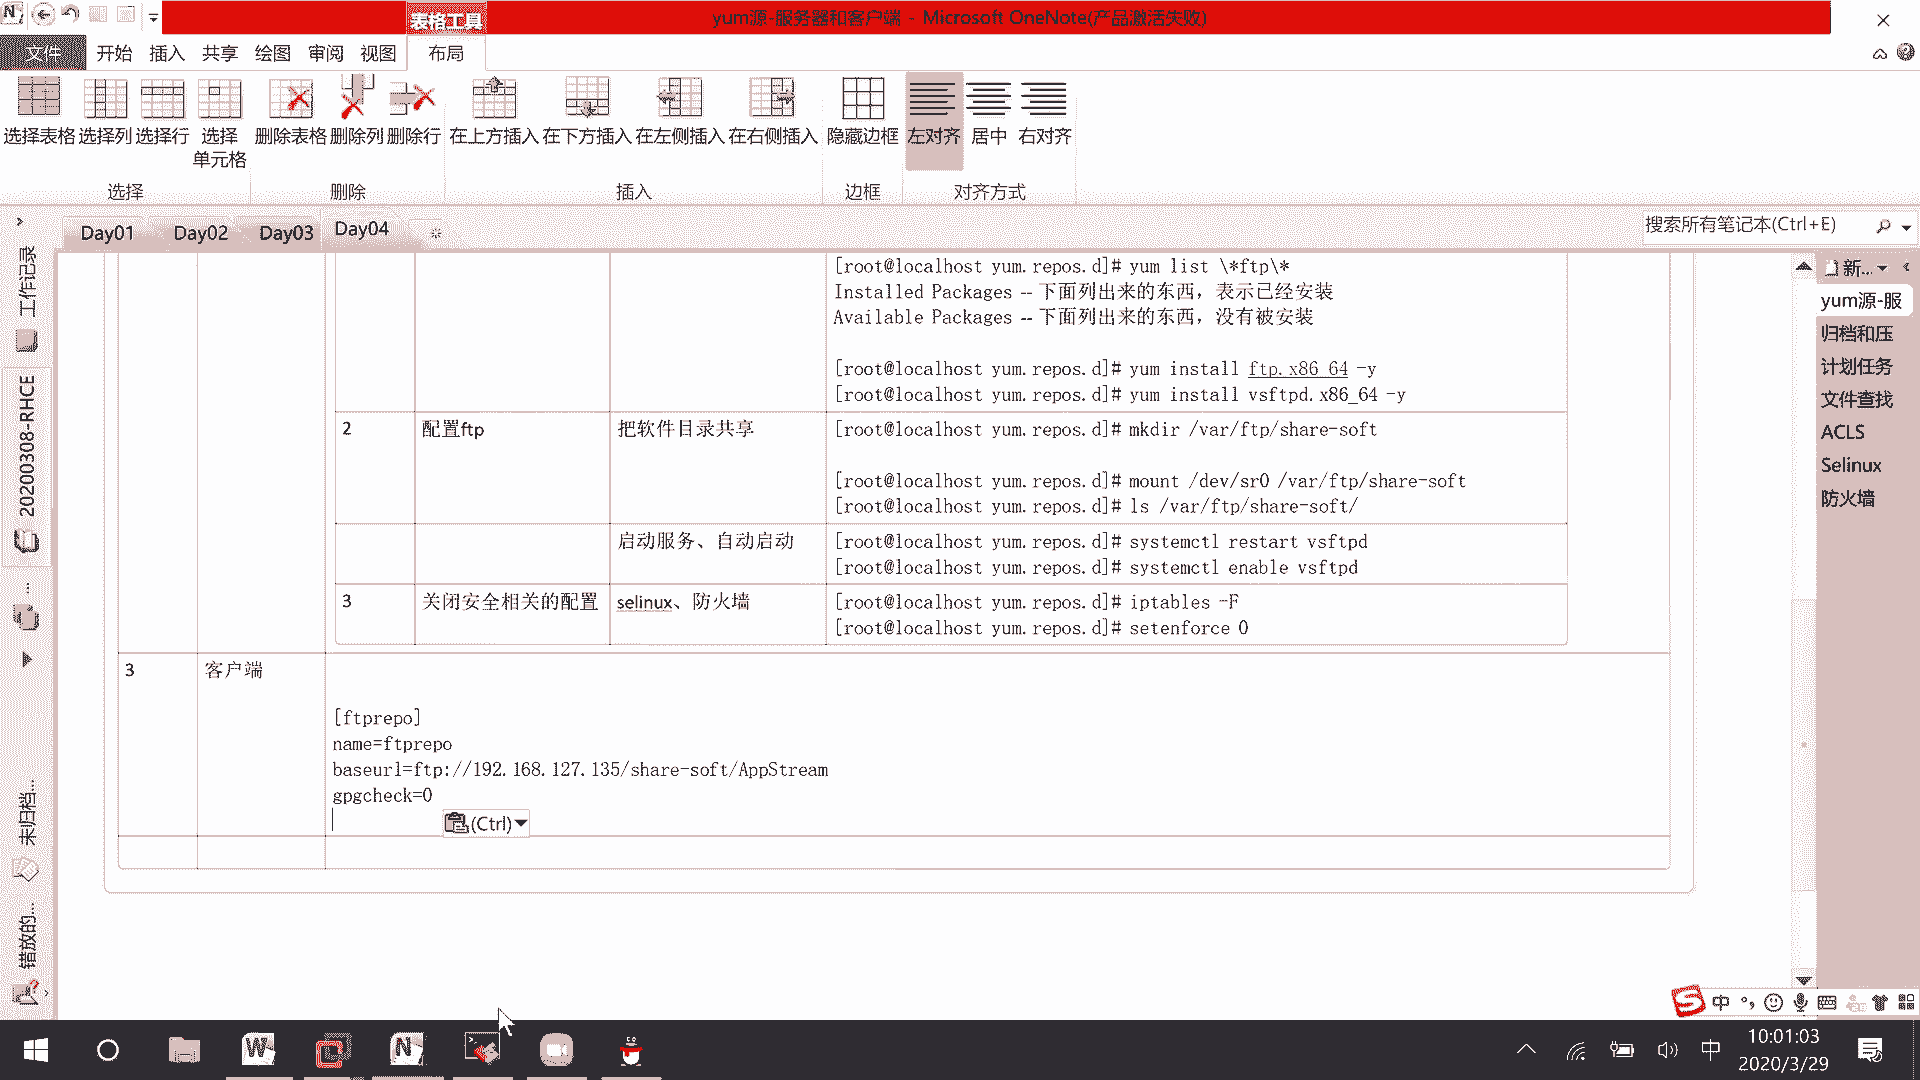 表格工具
yum源-服务器和客户端 - Microsoft OneNote(产品激活失败)
文件 开始 插入 共享 绘图 审阅 视图 布局
选择表格 选择列 选择行 选择单元格 删除表格 删除列 删除行 在上方插入 在下方插入 在左侧插入 在右侧插入 隐藏边框 左对齐 居中 右对齐
选择 删除 插入 边框 对齐方式
Day01 Day02 Day03 Day04
搜索所有笔记本(Ctrl+E)
工作记录
20200308-RHCE
未归档...
错放的...
[root@localhost yum.repos.d]# yum list \*ftp\*
Installed Packages -- 下面列出来的东西，表示已经安装
Available Packages -- 下面列出来的东西，没有被安装
[root@localhost yum.repos.d]# yum install ftp.x86_64 -y
[root@localhost yum.repos.d]# yum install vsftpd.x86_64 -y
2 配置ftp 把软件目录共享 [root@localhost yum.repos.d]# mkdir /var/ftp/share-soft
[root@localhost yum.repos.d]# mount /dev/sr0 /var/ftp/share-soft
[root@localhost yum.repos.d]# ls /var/ftp/share-soft/
启动服务、自动启动 [root@localhost yum.repos.d]# systemctl restart vsftpd
[root@localhost yum.repos.d]# systemctl enable vsftpd
3 关闭安全相关的配置 selinux、防火墙 [root@localhost yum.repos.d]# iptables -F
[root@localhost yum.repos.d]# setenforce 0
3 客户端
[ftprepo]
name=ftprepo
baseurl=ftp://192.168.127.135/share-soft/AppStream
gpgcheck=0
(Ctrl)
新...
yum源-服
归档和压
计划任务
文件查找
ACLS
Selinux
防火墙
中
中
10:01:03
2020/3/29